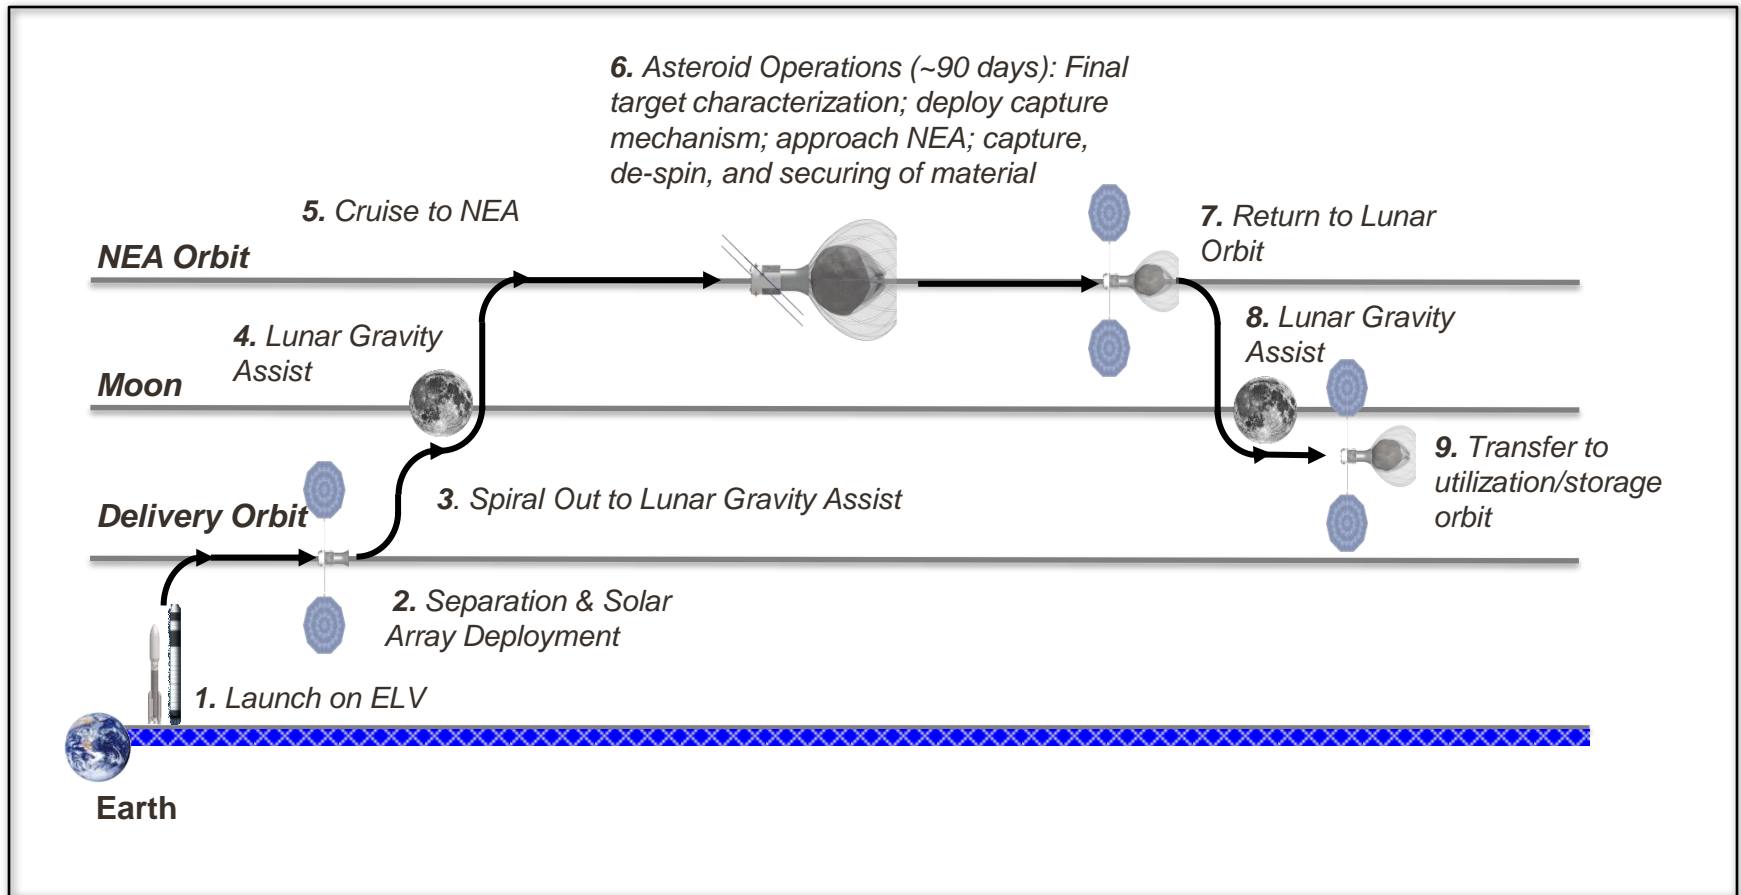 6. Asteroid Operations (~90 days): Final
target characterization; deploy capture
mechanism; approach NEA; capture,
de-spin, and securing of material
5. Cruise to NEA
7. Return to Lunar
Orbit
NEA Orbit
4. Lunar Gravity
Assist
8. Lunar Gravity
Assist
Moon
3. Spiral Out to Lunar Gravity Assist
9. Transfer to
utilization/storage
orbit
Delivery Orbit
2. Separation & Solar
Array Deployment
1. Launch on ELV
Earth